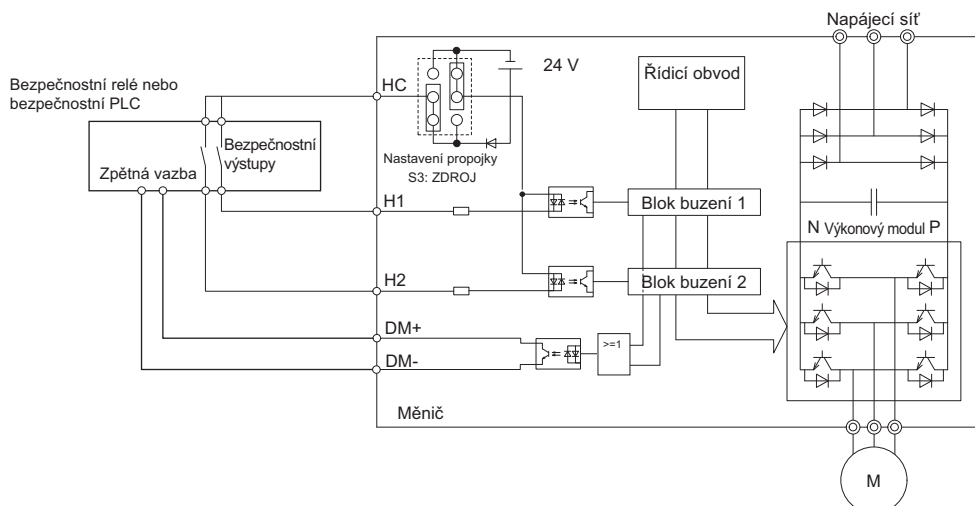 Napájecí síť
24 V
Řídicí obvod
HC
Bezpečnostní relé nebo
bezpečnostní PLC
Bezpečnostní
výstupy
Zpětná vazba
Nastavení propojky
S3: ZDROJ
H1
Blok buzení 1
N Výkonový modul P
H2
Blok buzení 2
DM+
>=1
DM-
Měnič
M